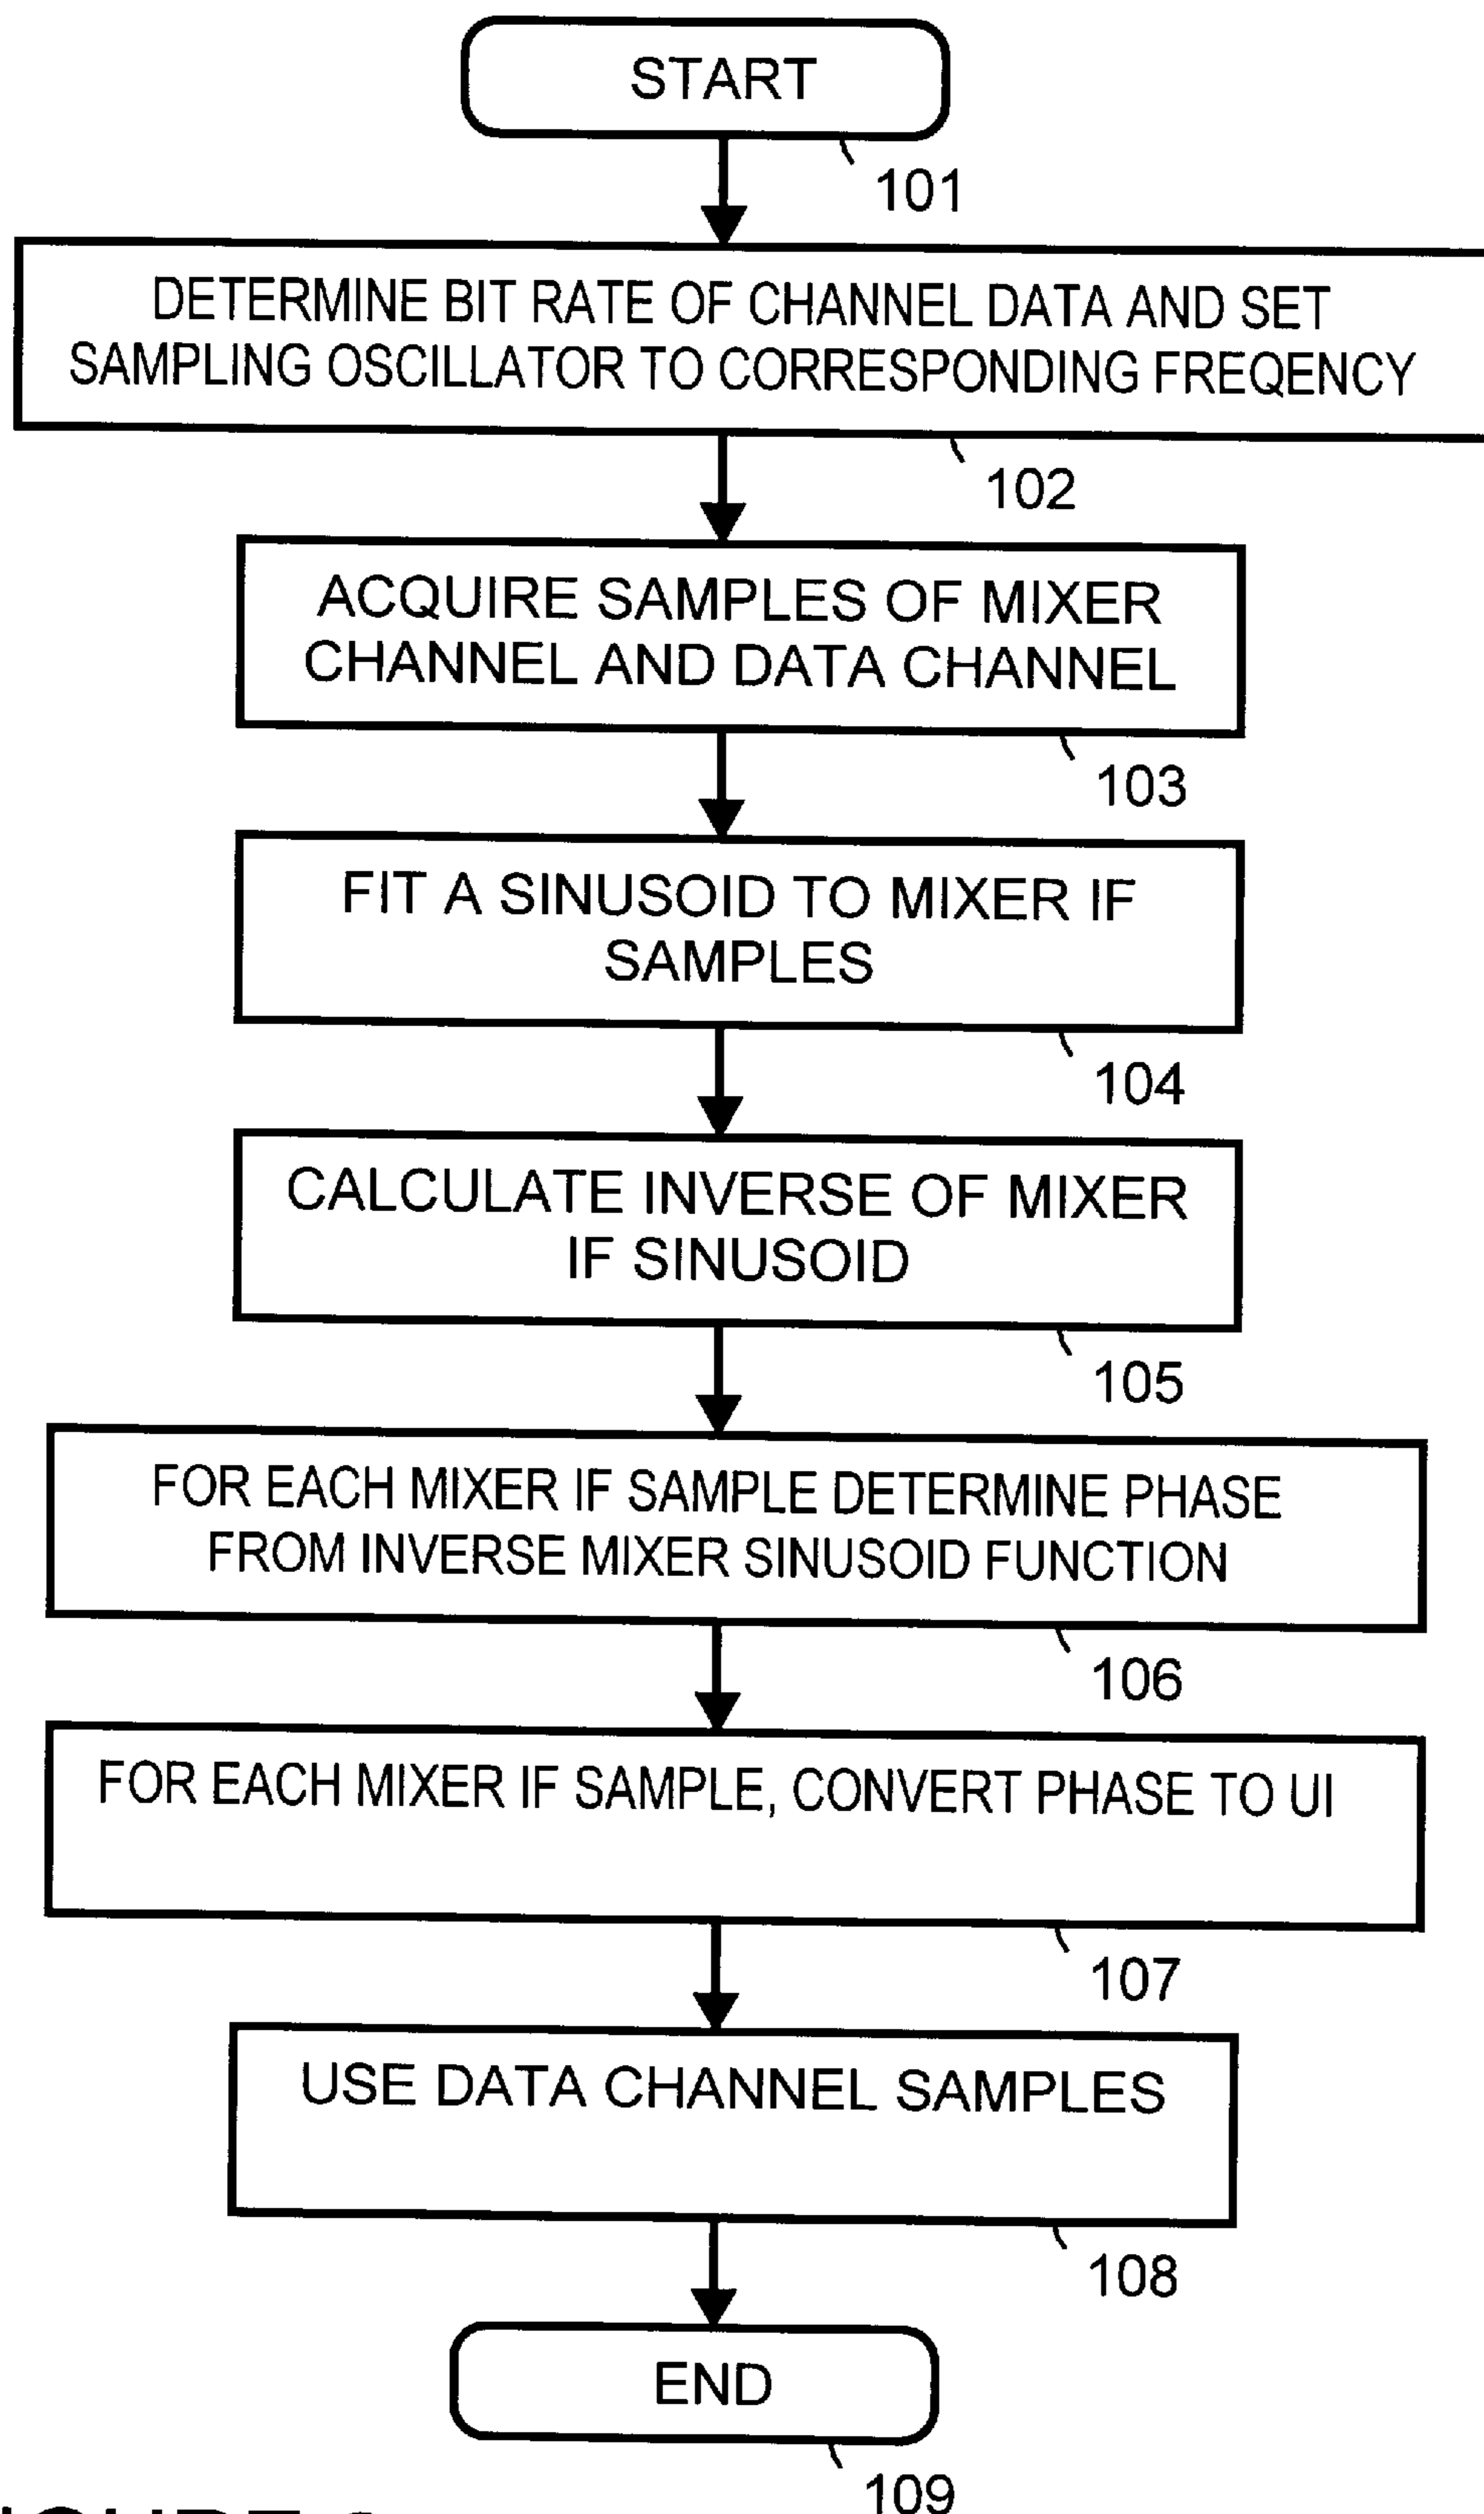 START
101
DETERMINE BIT RATE OF CHANNEL DATA AND SET
SAMPLING OSCILLATOR TO CORRESPONDING FREQENCY
102
ACQUIRE SAMPLES OF MIXER
CHANNEL AND DATA CHANNEL
103
FIT A SINUSOID TO MIXER IF
SAMPLES
104
CALCULATE INVERSE OF MIXER
IF SINUSOID
105
FOR EACH MIXER IF SAMPLE DETERMINE PHASE
FROM INVERSE MIXER SINUSOID FUNCTION
106
FOR EACH MIXER IF SAMPLE, CONVERT PHASE TO UI
107
USE DATA CHANNEL SAMPLES
108
END
109